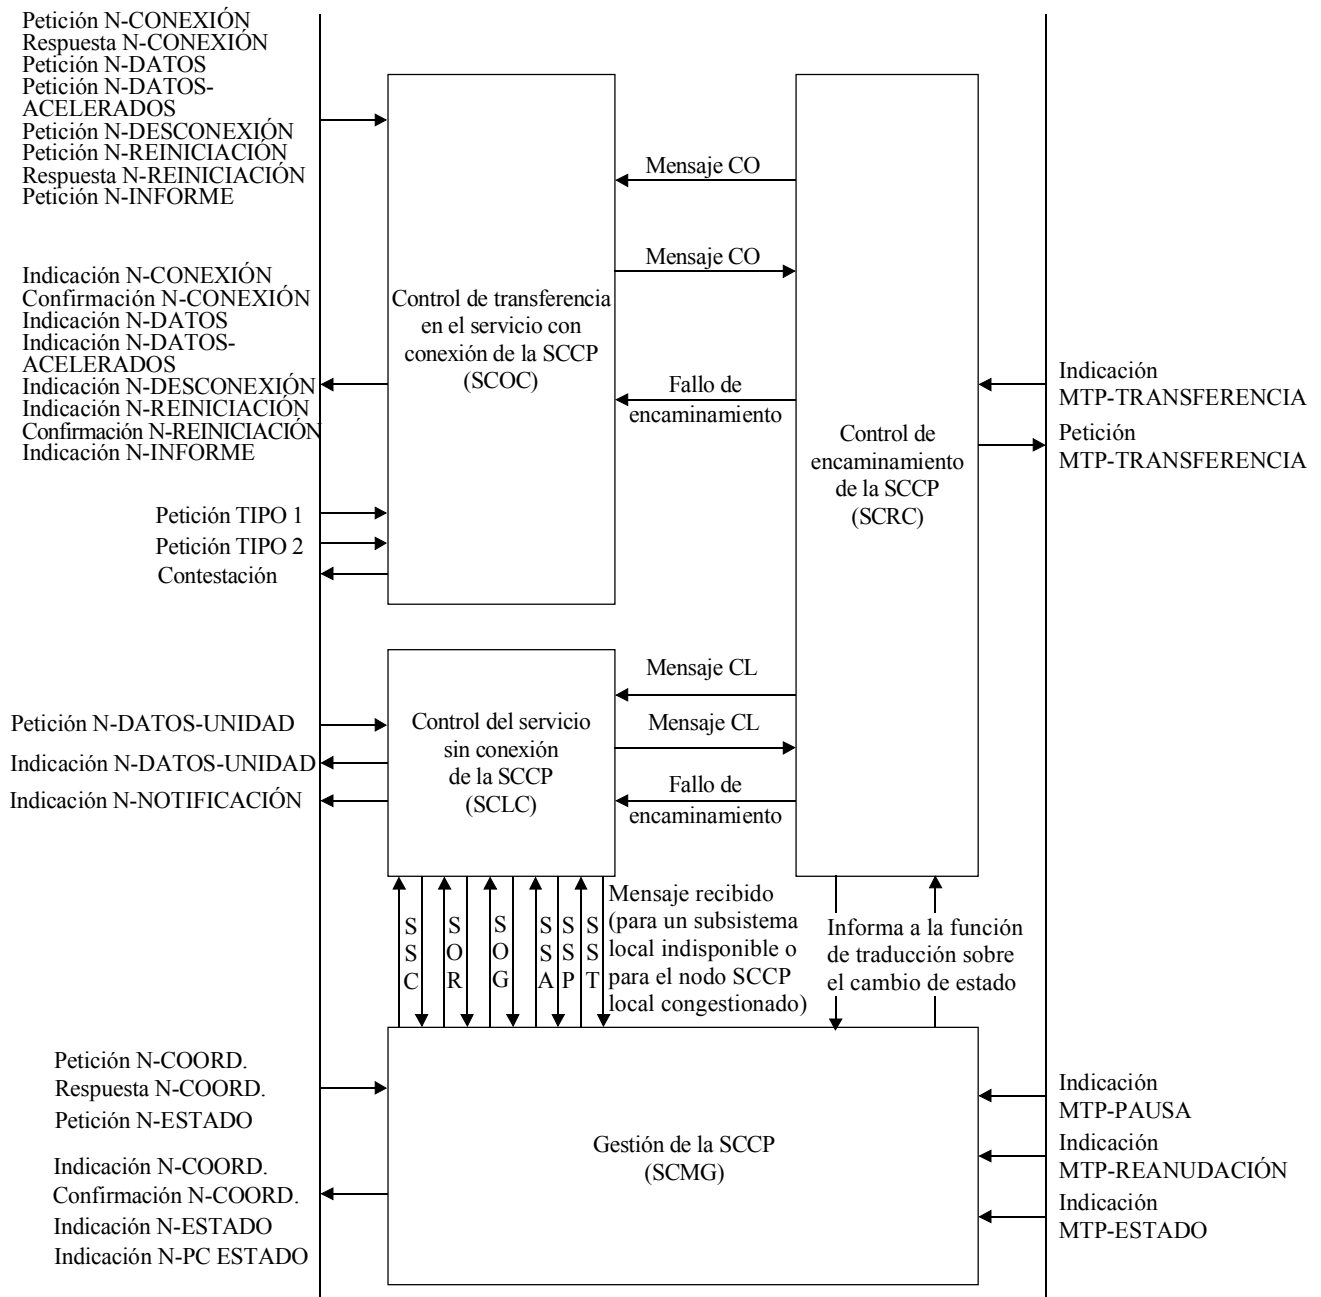 Petición N-CONEXIÓN
Respuesta N-CONEXIÓN
Petición N-DATOS
Petición N-DATOS-
ACELERADOS
Petición N-DESCONEXIÓN
Petición N-REINICIACIÓN
Respuesta N-REINICIACIÓN
Petición N-INFORME
Indicación N-CONEXIÓN
Confirmación N-CONEXIÓN
Indicación N-DATOS
Indicación N-DATOS-
ACELERADOS
Indicación N-DESCONEXIÓN
Indicación N-REINICIACIÓN
Confirmación N-REINICIACIÓN
Indicación N-INFORME
Petición TIPO 1
Petición TIPO 2
Contestación
Control de transferencia
en el servicio con
conexión de la SCCP
(SCOC)
Mensaje CO
Mensaje CO
Fallo de
encaminamiento
Control de
encaminamiento
de la SCCP
(SCRC)
Indicación
MTP-TRANSFERENCIA
Petición
MTP-TRANSFERENCIA
Petición N-DATOS-UNIDAD
Indicación N-DATOS-UNIDAD
Indicación N-NOTIFICACIÓN
Control del servicio
sin conexión
de la SCCP
(SCLC)
Mensaje CL
Mensaje CL
Fallo de
encaminamiento
SSC
SOR
SOG
SSA
SSP
SST
Mensaje recibido
(para un subsistema
local indisponible o
para el nodo SCCP
local congestionado)
Informa a la función
de traducción sobre
el cambio de estado
Petición N-COORD.
Respuesta N-COORD.
Petición N-ESTADO
Indicación N-COORD.
Confirmación N-COORD.
Indicación N-ESTADO
Indicación N-PC ESTADO
Gestión de la SCCP
(SCMG)
Indicación
MTP-PAUSA
Indicación
MTP-REANUDACIÓN
Indicación
MTP-ESTADO